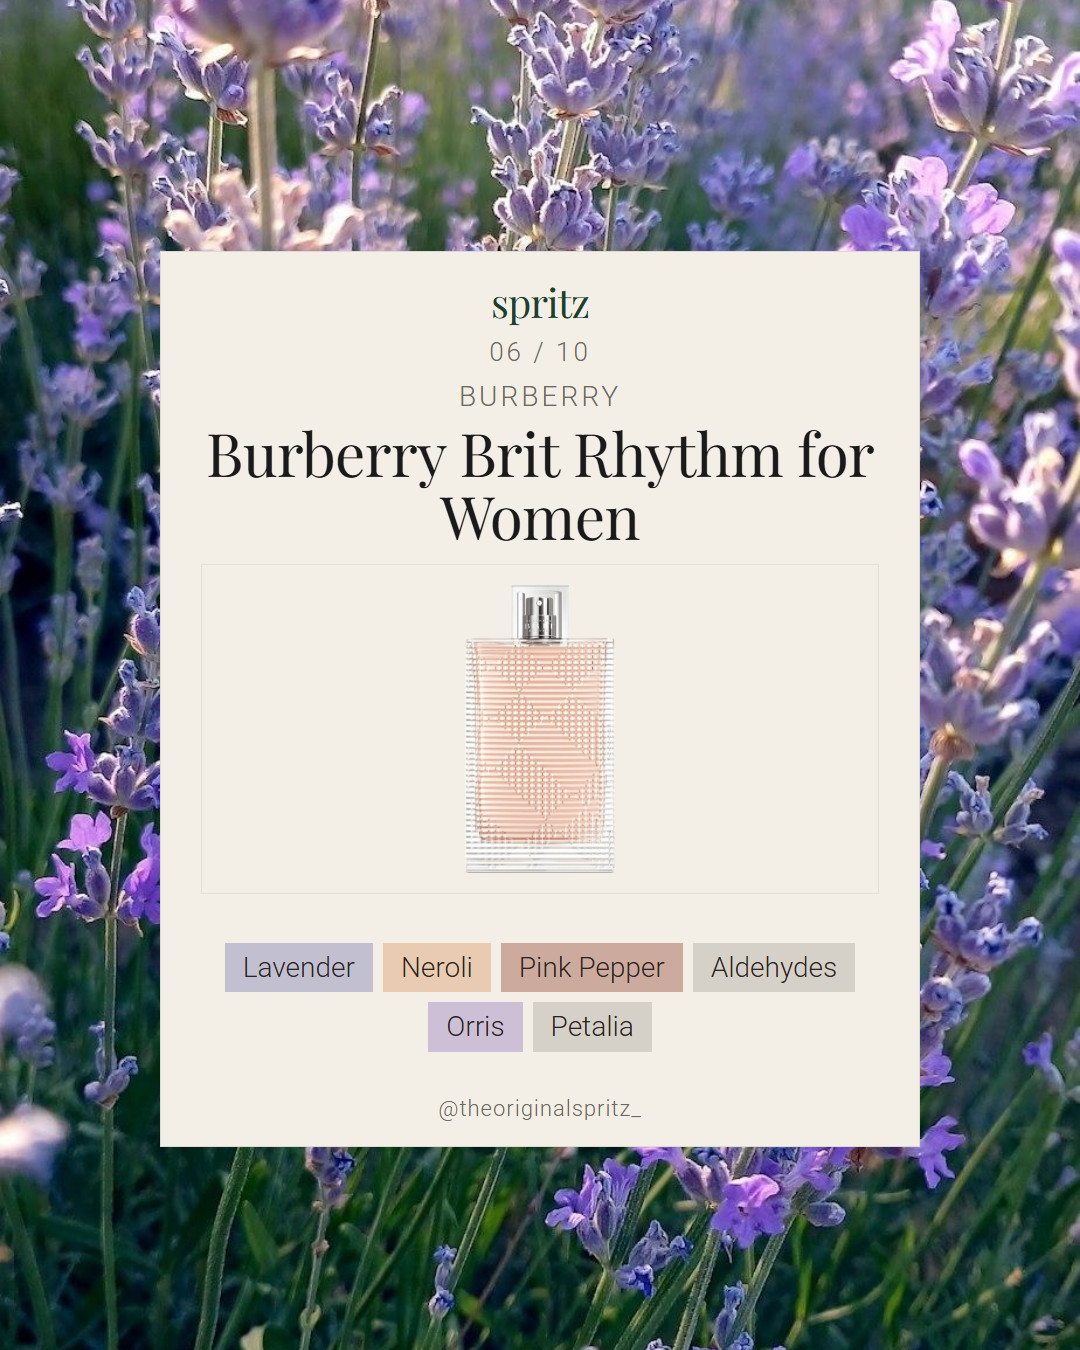 spritz
06 / 10
BURBERRY
Burberry Brit Rhythm for
Women
Lavender Neroli Pink Pepper Aldehydes
Orris Petalia
@theoriginalspritz_